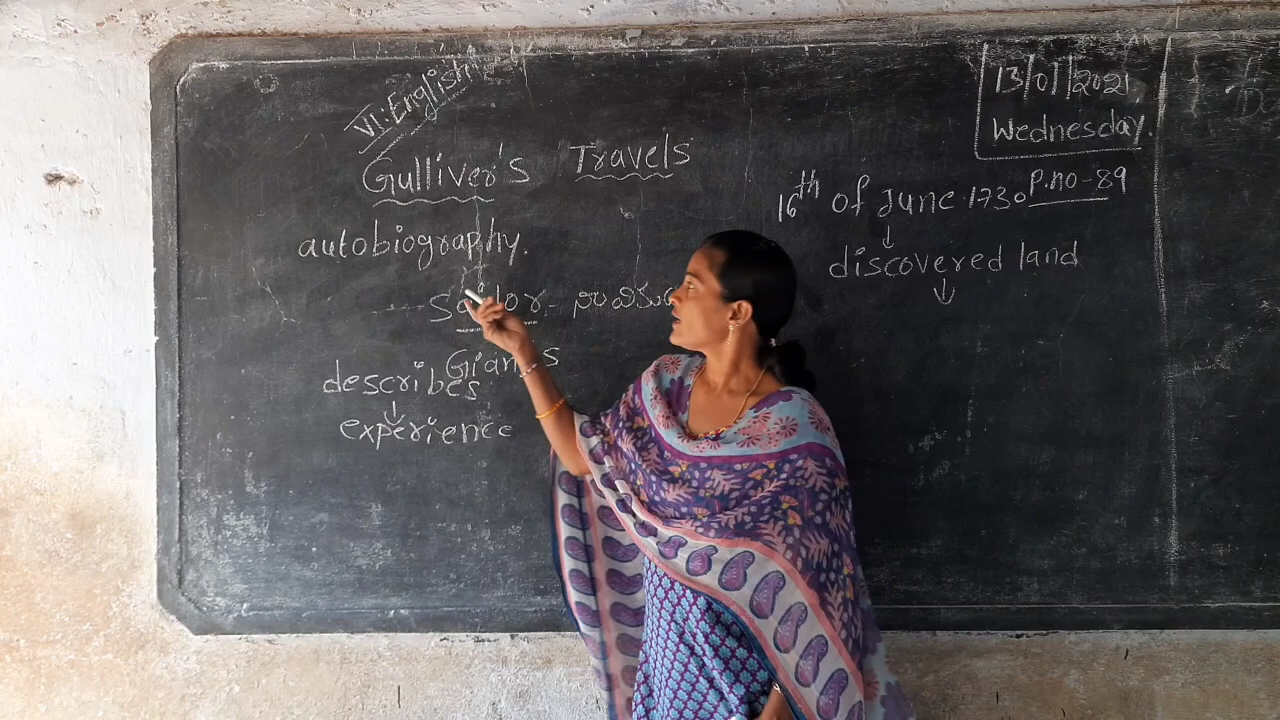 VI. English
Gulliver's Travels
autobiography.
Sailor -
Giants
describes
↓
experience
13/01/2021
Wednesday.
P.no-89
16th of June 1730
↓
discovered land
↓